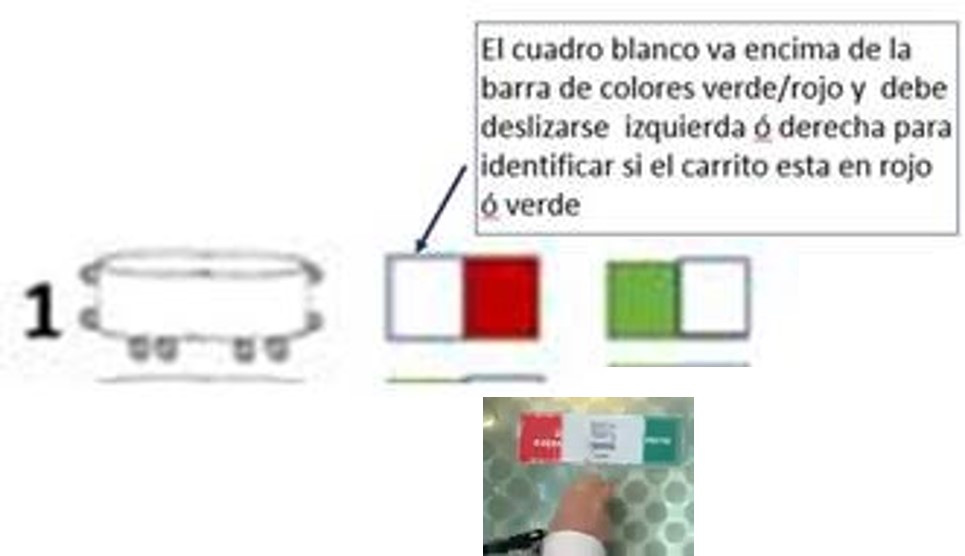 El cuadro blanco va encima de la
barra de colores verde/rojo y debe
deslizarse izquierda ó derecha para
identificar si el carrito esta en rojo
ó verde
1